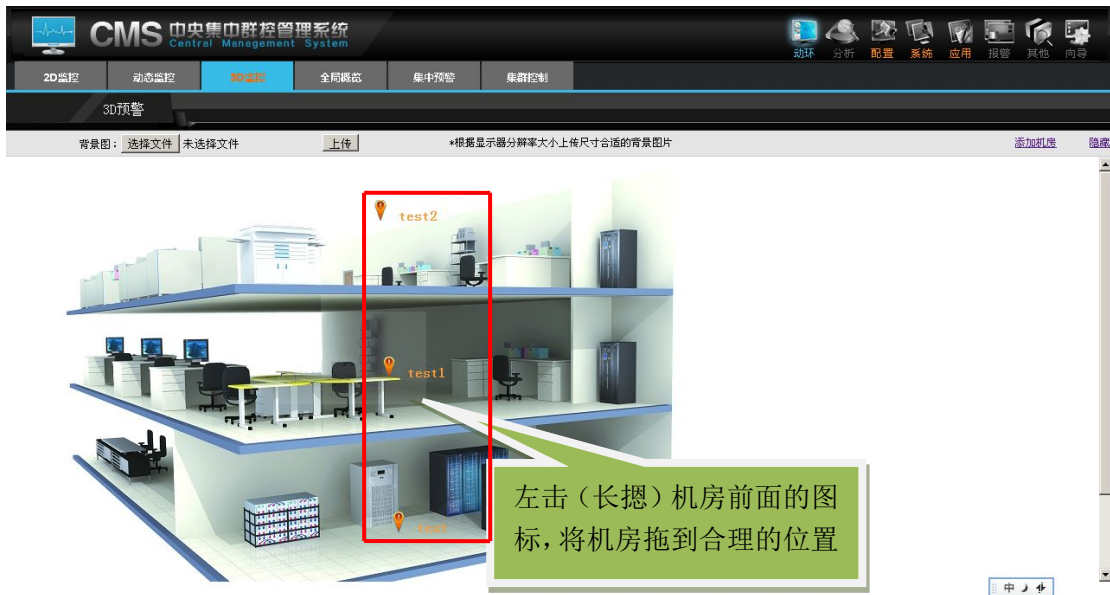 CMS 中央集中群控管理系统
Central Management System
动环 分析 配置 系统 应用 报警 其他 向导
2D监控 动态监控 3D监控 全局概览 集中预警 集群控制
3D预警
背景图： 选择文件 未选择文件 上传 *根据显示器分辨率大小上传尺寸合适的背景图片 添加机房 隐藏
test2
test1
左击（长摁）机房前面的图
标，将机房拖到合理的位置
中